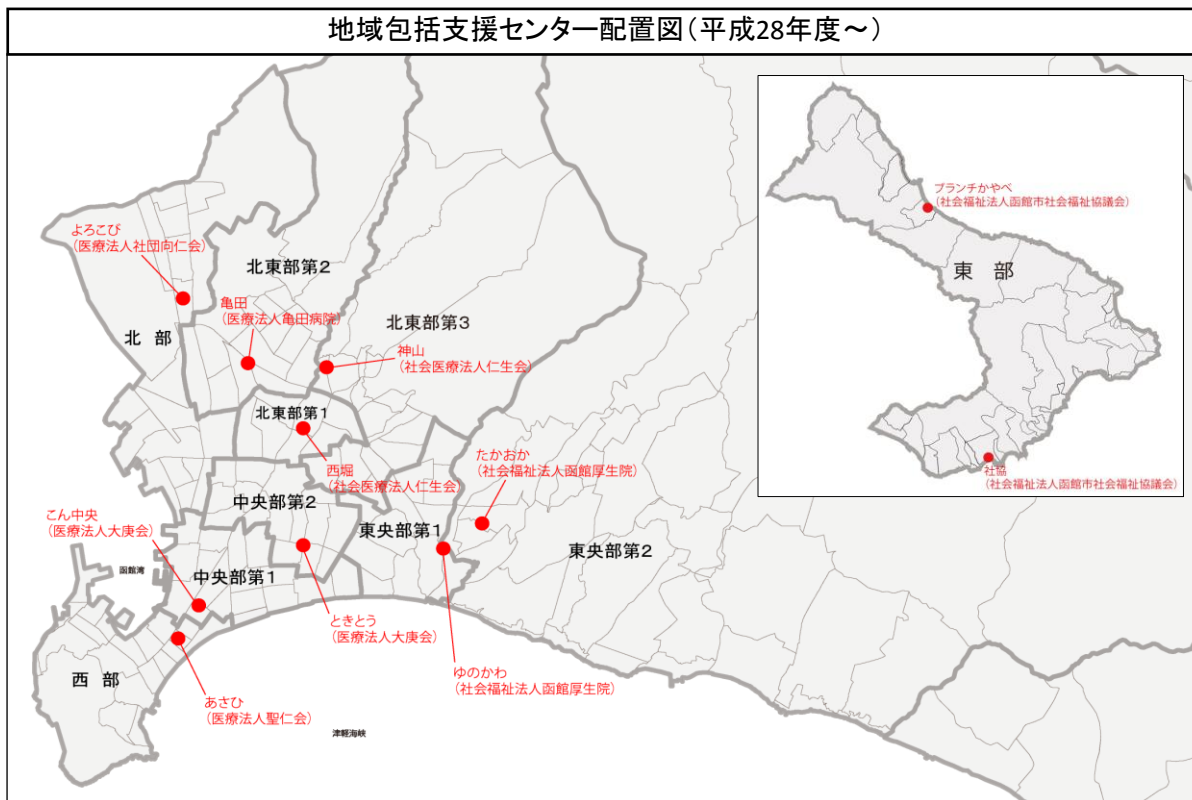 地域包括支援センター配置図(平成28年度～)
ブランチかやべ
(社会福祉法人函館市社会福祉協議会)
東 部
社協
(社会福祉法人函館市社会福祉協議会)
よろこび
(医療法人社団向仁会)
北東部第2
亀田
(医療法人亀田病院)
北 部
北東部第3
神山
(社会医療法人仁生会)
北東部第1
西堀
(社会医療法人仁生会)
たかおか
(社会福祉法人函館厚生院)
中央部第2
こん中央
(医療法人大庚会)
東央部第1
東央部第2
函館湾
中央部第1
ときとう
(医療法人大庚会)
ゆのかわ
(社会福祉法人函館厚生院)
西 部
あさひ
(医療法人聖仁会)
津軽海峡